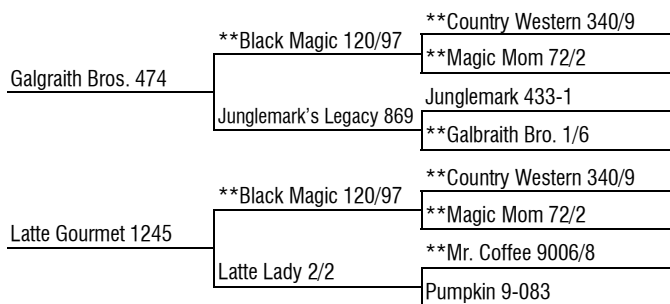 **Country Western 340/9
**Black Magic 120/97
**Magic Mom 72/2
Galgraith Bros. 474
Junglemark's Legacy 869
Junglemark 433-1
**Galbraith Bro. 1/6
**Country Western 340/9
**Black Magic 120/97
**Magic Mom 72/2
Latte Gourmet 1245
**Mr. Coffee 9006/8
Latte Lady 2/2
Pumpkin 9-083